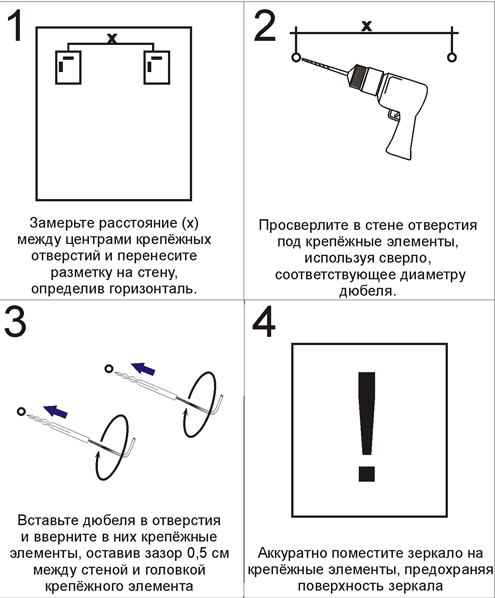 1
x
Замерьте расстояние (х)
между центрами крепёжных
отверстий и перенесите
разметку на стену,
определив горизонталь.
2
x
Просверлите в стене отверстия
под крепёжные элементы,
используя сверло,
соответствующее диаметру
дюбеля.
3
Вставьте дюбеля в отверстия
и вверните в них крепёжные
элементы, оставив зазор 0,5 см
между стеной и головкой
крепёжного элемента
4
!
Аккуратно поместите зеркало на
крепёжные элементы, предохраняя
поверхность зеркала